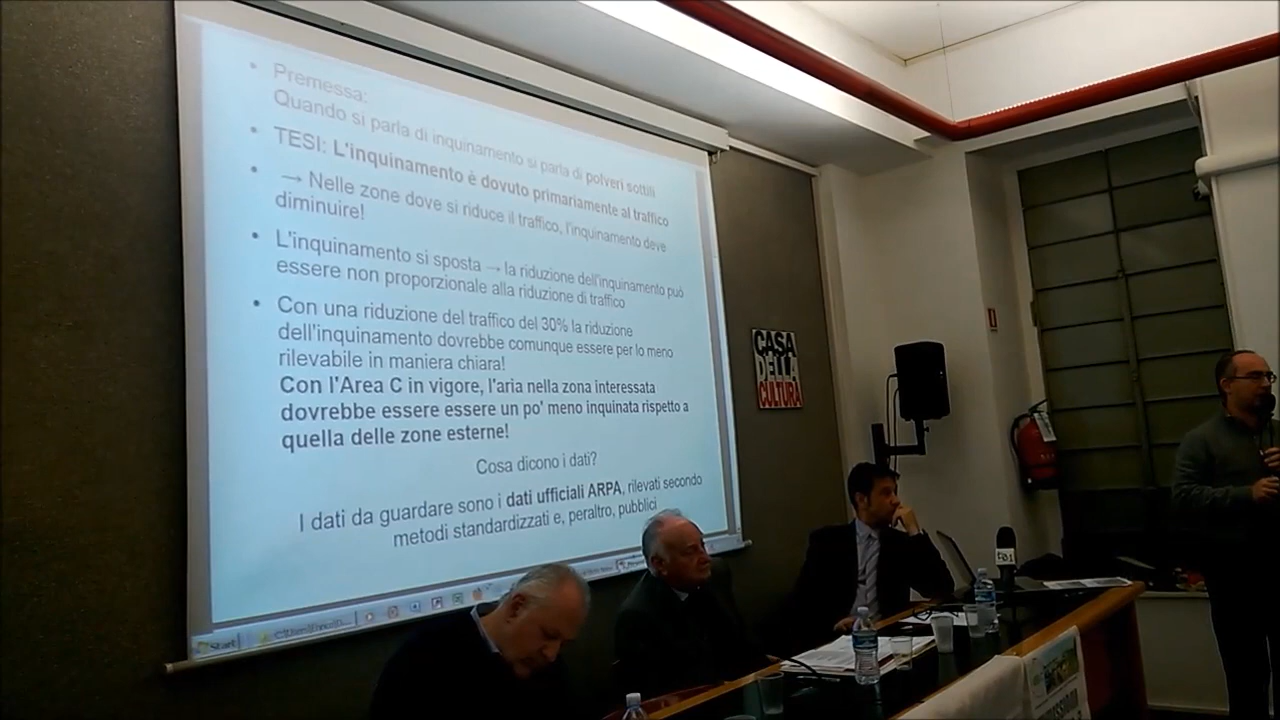 Premessa:
Quando si parla di inquinamento si parla di polveri sottili
TESI: L'inquinamento è dovuto primariamente al traffico
→ Nelle zone dove si riduce il traffico, l'inquinamento deve
diminuire!
L'inquinamento si sposta → la riduzione dell'inquinamento può
essere non proporzionale alla riduzione di traffico
Con una riduzione del traffico del 30% la riduzione
dell'inquinamento dovrebbe comunque essere per lo meno
rilevabile in maniera chiara!
Con l'Area C in vigore, l'aria nella zona interessata
dovrebbe essere essere un po' meno inquinata rispetto a
quella delle zone esterne!
Cosa dicono i dati?
I dati da guardare sono i dati ufficiali ARPA, rilevati secondo
metodi standardizzati e, peraltro, pubblici
Start
CASA
DELLA
CULTURA